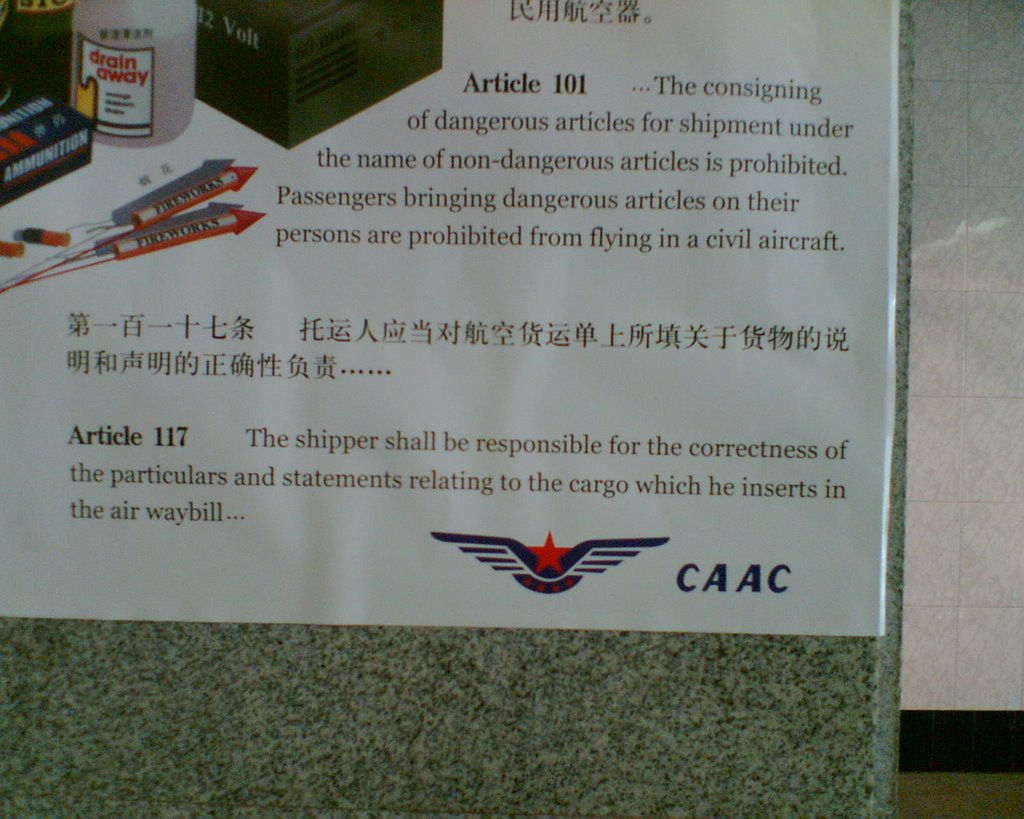 民用航空器。
12 Volt
drain
away
Article 101 ...The consigning
of dangerous articles for shipment under
the name of non-dangerous articles is prohibited.
Passengers bringing dangerous articles on their
persons are prohibited from flying in a civil aircraft.
AMMUNITION
烟花
FIREWORKS
FIREWORKS
第一百一十七条 托运人应当对航空货运单上所填关于货物的说
明和声明的正确性负责......
Article 117 The shipper shall be responsible for the correctness of
the particulars and statements relating to the cargo which he inserts in
the air waybill...
CAAC